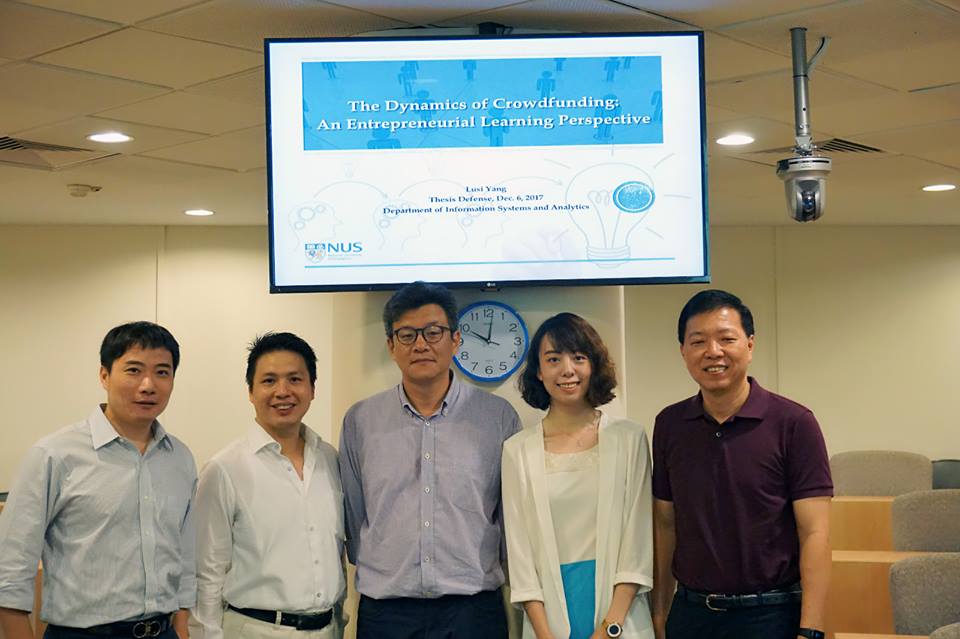 The Dynamics of Crowdfunding:
An Entrepreneurial Learning Perspective
Lusi Yang
Thesis Defense, Dec. 6, 2017
Department of Information Systems and Analytics
NUS
LG
11 12 1
10 2
9 3
8 4
7 6 5